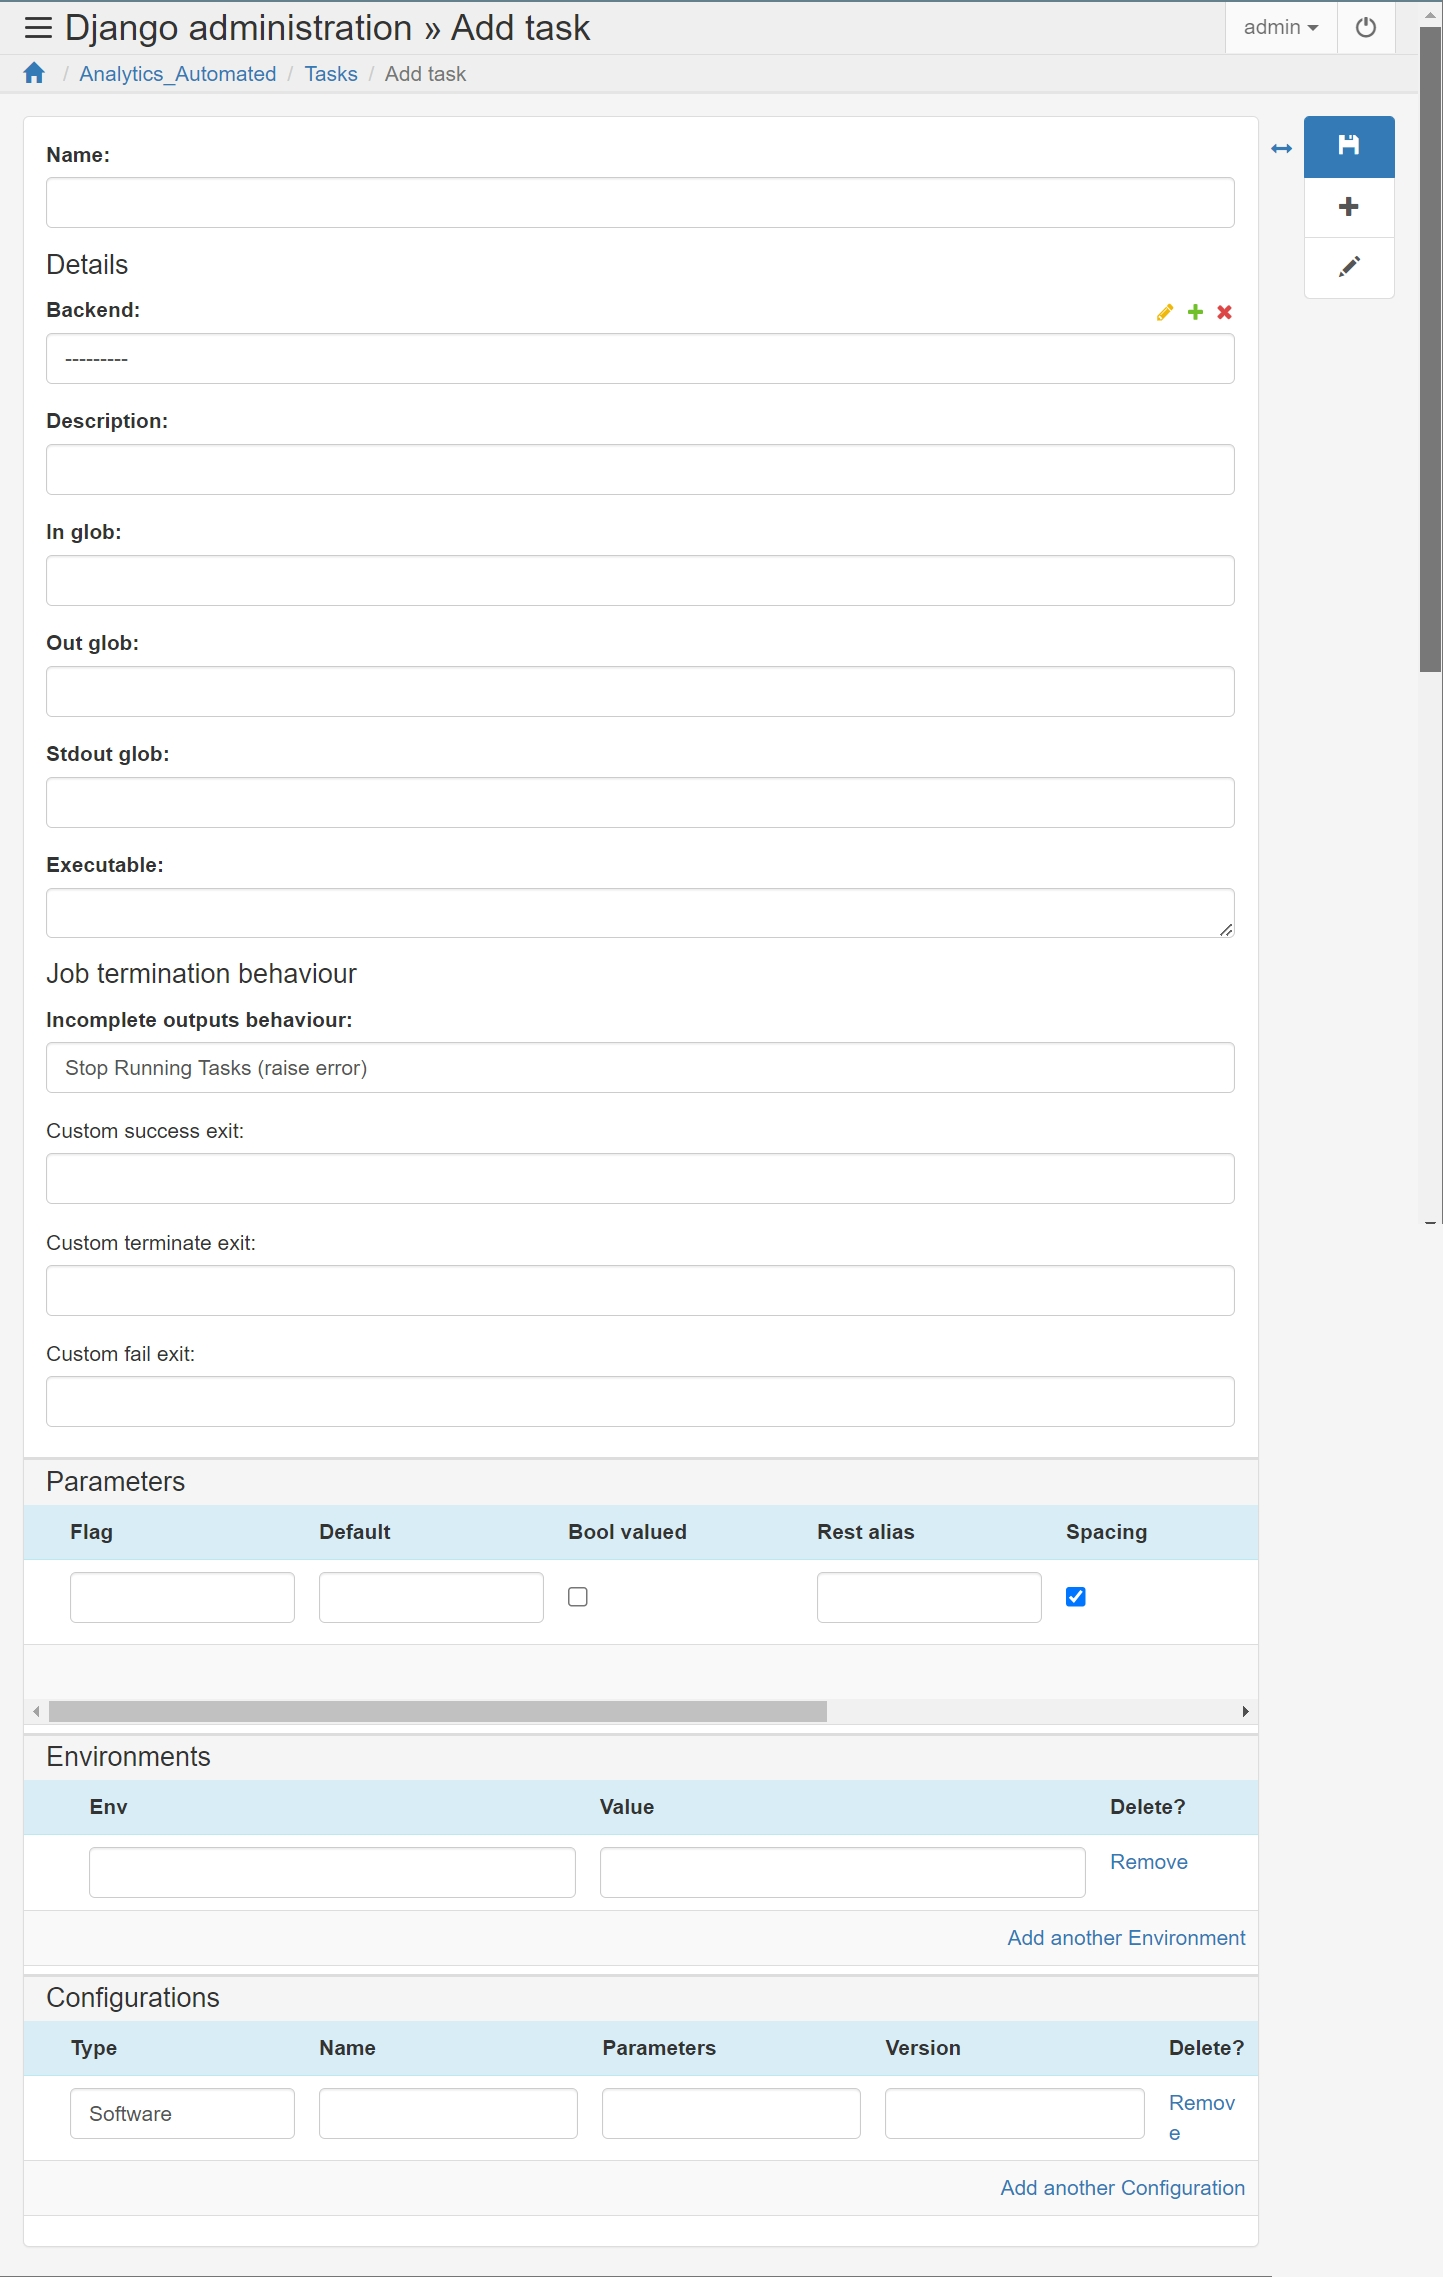 Django administration » Add task
admin
/ Analytics_Automated / Tasks / Add task
Name:
Details
Backend:
---------
Description:
In glob:
Out glob:
Stdout glob:
Executable:
Job termination behaviour
Incomplete outputs behaviour:
Stop Running Tasks (raise error)
Custom success exit:
Custom terminate exit:
Custom fail exit:
Parameters
Flag Default Bool valued Rest alias Spacing
Environments
Env Value Delete?
Remove
Add another Environment
Configurations
Type Name Parameters Version Delete?
Software Remov
e
Add another Configuration